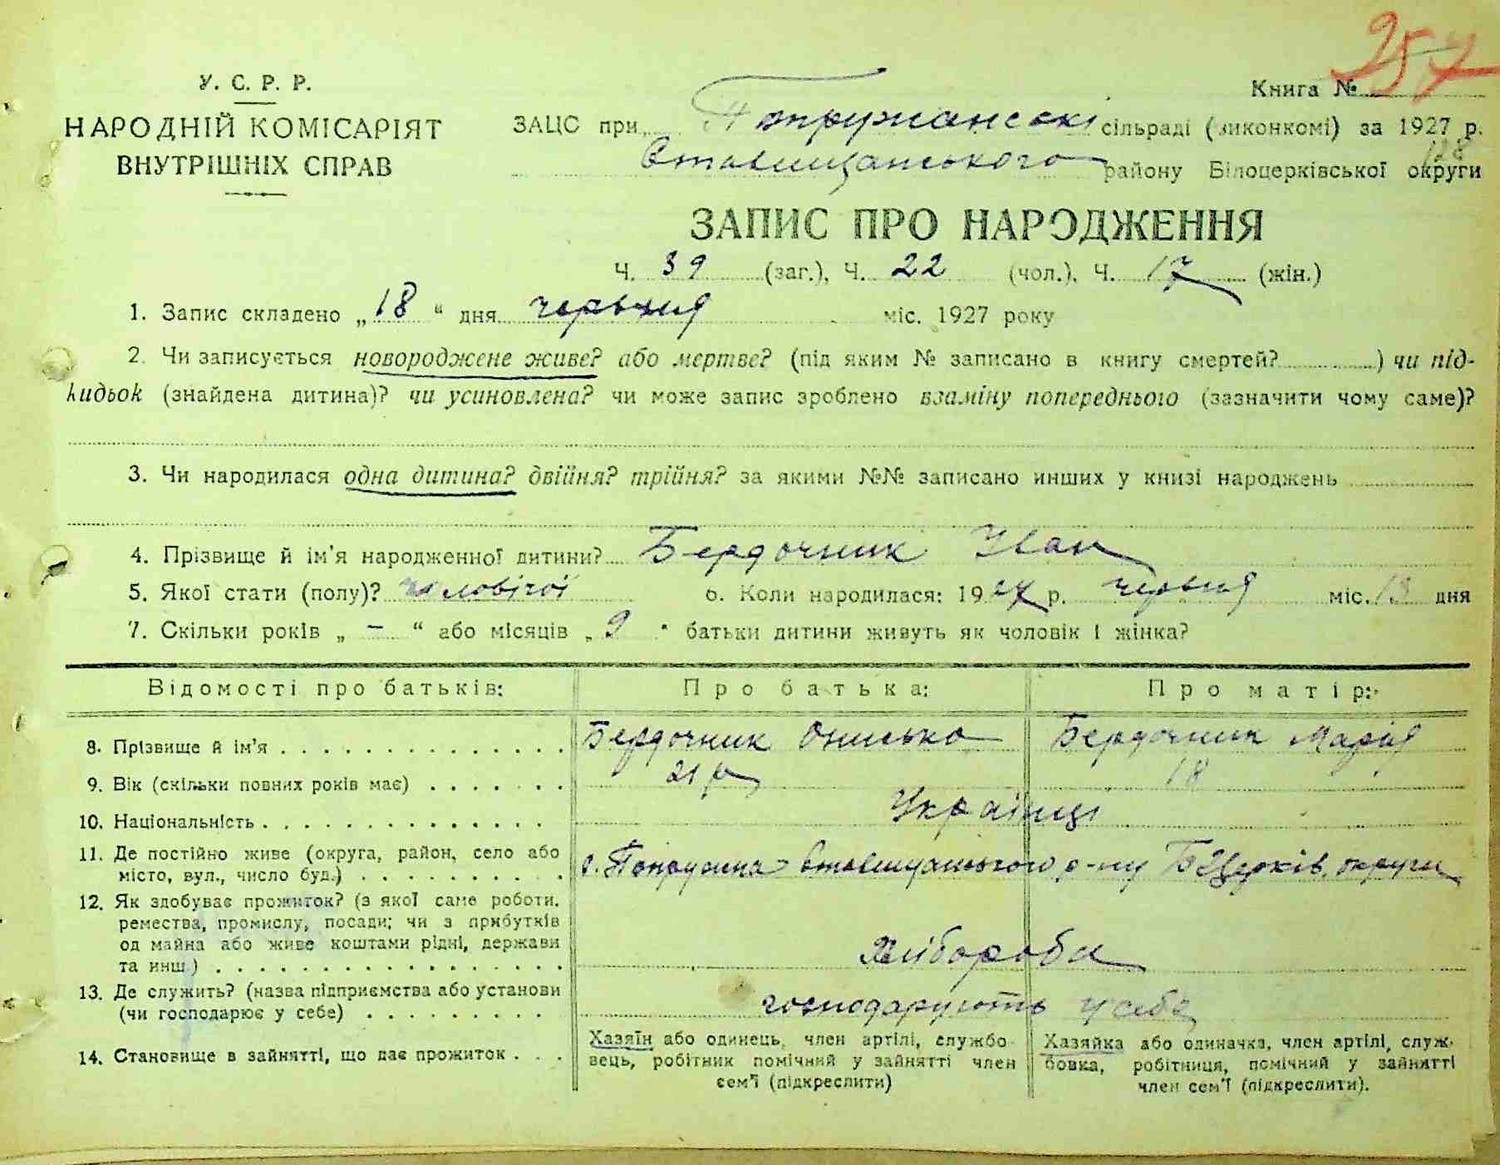 257
У. С. Р. Р.
НАРОДНІЙ КОМІСАРІЯТ
ВНУТРІШНІХ СПРАВ
Книга №
ЗАЦС при Попружанські сільраді (виконкомі) за 1927 р.
128
Ставищанського району Білоцерківської округи
ЗАПИС ПРО НАРОДЖЕННЯ
Ч. 39 (заг.), Ч. 22 (чол.), Ч. 17 (жін.)
1. Запис складено „18“ дня червня міс. 1927 року
2. Чи записується новороджене живе? або мертве? (під яким № записано в книгу смертей?..............) чи під-
кидьок (знайдена дитина)? чи усиновлена? чи може запис зроблено взаміну попереднього (зазначити чому саме)?
3. Чи народилася одна дитина? двійня? трійня? за якими №№ записано инших у книзі народжень
4. Прізвище й ім'я народженної дитини? Бердочник Іван
5. Якої стати (полу)? чоловічої 6. Коли народилася: 1927 р. червня міс. 13 дня
7. Скільки років „ — “ або місяців „ 9 “ батьки дитини живуть як чоловік і жінка?
Відомості про батьків: Про батька: Про матір:
8. Прізвище й ім'я Бердочник Онисько Бердочник Марія
9. Вік (скільки повних років має) 21 р 18
10. Національність Українці
11. Де постійно живе (округа, район, село або
місто, вул., число буд.) с. Попружна Ставищанського р-ну БЦерків. округи
12. Як здобуває прожиток? (з якої саме роботи.
ремества, промислу, посади; чи з прибутків
од майна або живе коштами рідні, держави
та инш) Хлібороби
13. Де служить? (назва підприємства або установи
(чи господарює у себе) господарюють у себе
14. Становище в зайнятті, що дає прожиток
Хазяїн або одинець, член артілі, службо
вець, робітник помічний у зайнятті член
сем'ї (підкреслити)
Хазяйка або одиначка, член артілі, служ-
бовка, робітниця, помічний у зайнятті
член сем'ї (підкреслити).